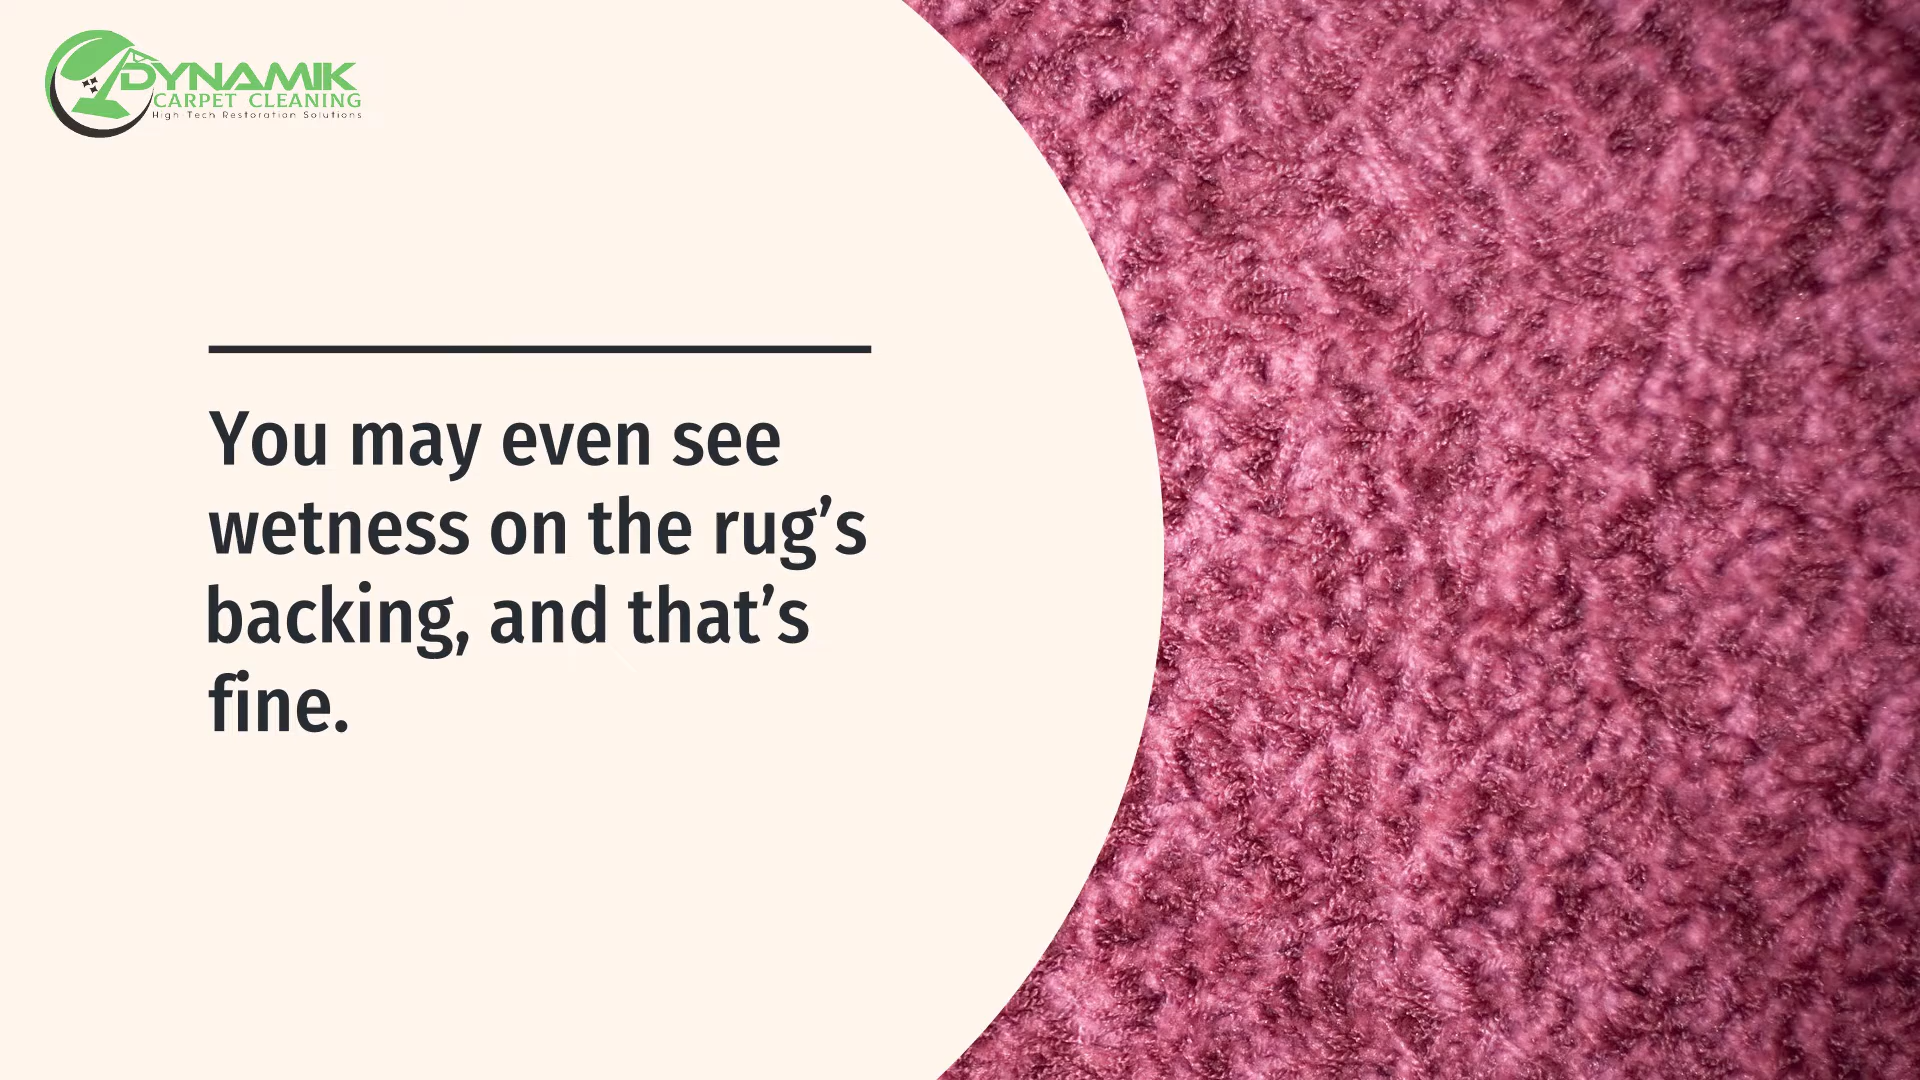 DYNAMIK
CARPET CLEANING
High Tech Restoration Solutions
You may even see
wetness on the rug’s
backing, and that’s
fine.